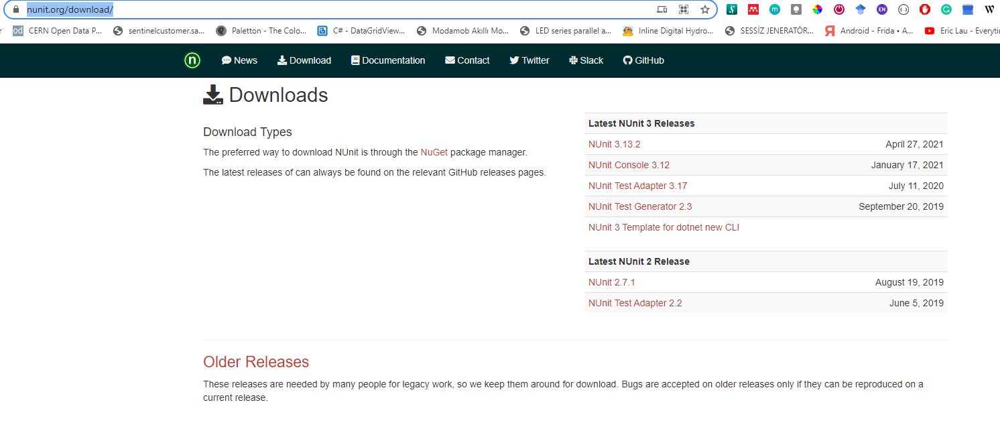 nunit.org/download/
EN
W
od CERN Open Data P...
sentinelcustomer.sa...
Paletton - The Colo...
C# - DataGridView...
Modamob Akıllı Mo...
LED series parallel a...
Inline Digital Hydro...
SESSİZ JENERATÖR...
Я Android - Frida • A...
Eric Lau - Everytin
n
News
Download
Documentation
Contact
Twitter
Slack
GitHub
Downloads
Download Types
The preferred way to download NUnit is through the NuGet package manager.
The latest releases of can always be found on the relevant GitHub releases pages.
Latest NUnit 3 Releases
NUnit 3.13.2 April 27, 2021
NUnit Console 3.12 January 17, 2021
NUnit Test Adapter 3.17 July 11, 2020
NUnit Test Generator 2.3 September 20, 2019
NUnit 3 Template for dotnet new CLI
Latest NUnit 2 Release
NUnit 2.7.1 August 19, 2019
NUnit Test Adapter 2.2 June 5, 2019
Older Releases
These releases are needed by many people for legacy work, so we keep them around for download. Bugs are accepted on older releases only if they can be reproduced on a
current release.